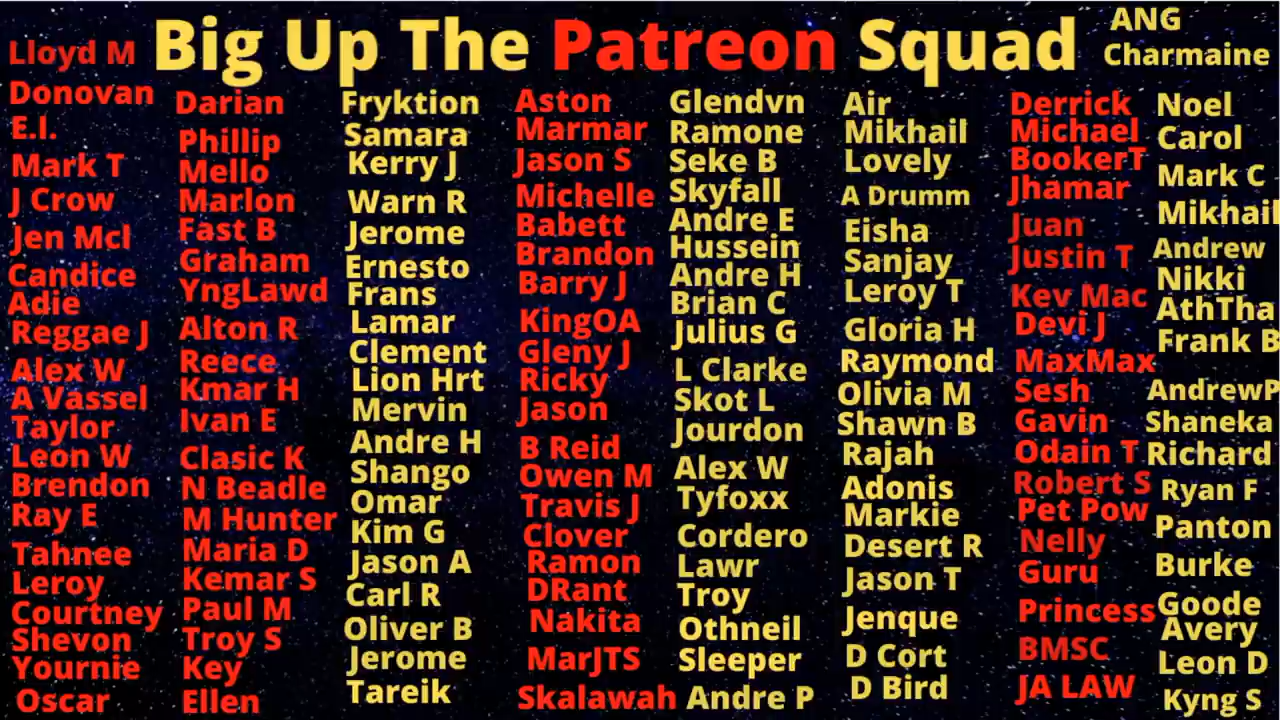 Big Up The Patreon Squad
Lloyd M
Donovan
E.I.
Mark T
J Crow
Jen Mcl
Candice
Adie
Reggae J
Alex W
A Vassel
Taylor
Leon W
Brendon
Ray E
Tahnee
Leroy
Courtney
Shevon
Yournie
Oscar
Darian
Phillip
Mello
Marlon
Fast B
Graham
YngLawd
Alton R
Reece
Kmar H
Ivan E
Clasic K
N Beadle
M Hunter
Maria D
Kemar S
Paul M
Troy S
Key
Ellen
Fryktion
Samara
Kerry J
Warn R
Jerome
Ernesto
Frans
Lamar
Clement
Lion Hrt
Mervin
Andre H
Shango
Omar
Kim G
Jason A
Carl R
Oliver B
Jerome
Tareik
Aston
Marmar
Jason S
Michelle
Babett
Brandon
Barry J
KingOA
Gleny J
Ricky
Jason
B Reid
Owen M
Travis J
Clover
Ramon
DRant
Nakita
MarJTS
Skalawah
Glendvn
Ramone
Seke B
Skyfall
Andre E
Hussein
Andre H
Brian C
Julius G
L Clarke
Skot L
Jourdon
Alex W
Tyfoxx
Cordero
Lawr
Troy
Othneil
Sleeper
Andre P
Air
Mikhail
Lovely
A Drumm
Eisha
Sanjay
Leroy T
Gloria H
Raymond
Olivia M
Shawn B
Rajah
Adonis
Markie
Desert R
Jason T
Jenque
D Cort
D Bird
Derrick
Michael
BookerT
Jhamar
Juan
Justin T
Kev Mac
Devi J
MaxMax
Sesh
Gavin
Odain T
Robert S
Pet Pow
Nelly
Guru
Princess
BMSC
JA LAW
ANG
Charmaine
Noel
Carol
Mark C
Mikhail
Andrew
Nikki
AthTha
Frank B
AndrewP
Shaneka
Richard
Ryan F
Panton
Burke
Goode
Avery
Leon D
Kyng S